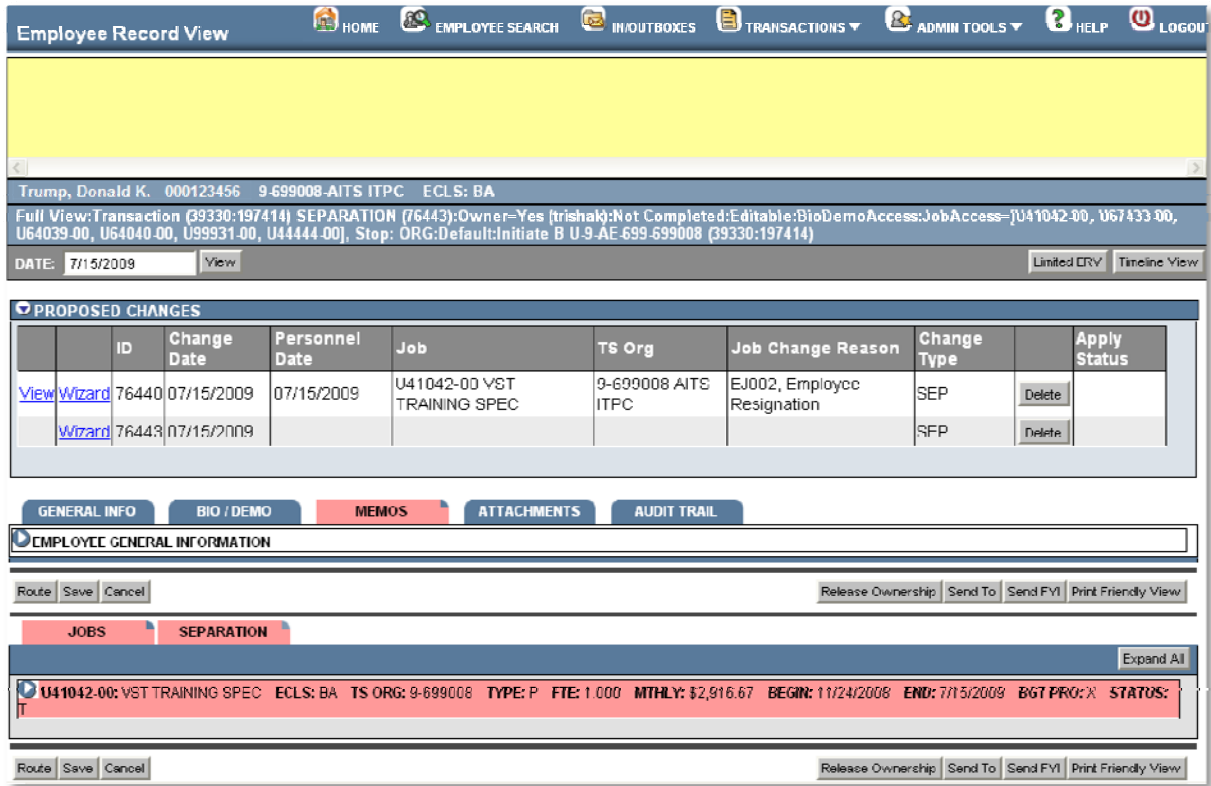 Employee Record View HOME EMPLOYEE SEARCH IN/OUTBOXES TRANSACTIONS ADMIN TOOLS HELP LOGOU
Trump, Donald K. 000123456 9-699008-AITS ITPC ECLS: BA
Full View:Transaction (39330:197414) SEPARATION (76443):Owner=Yes (trishak):Not Completed:Editable:BioDemoAccess:JobAccess=]U41042-00, U67433-00,
U64039-00, U64040-00, U99931-00, U44444-00], Stop: ORG:Default:Initiate B U-9-AE-699-699008 (39330:197414)
DATE: 7/15/2009 View Limited ERV Timeline View
PROPOSED CHANGES
ID Change Date Personnel Date Job TS Org Job Change Reason Change Type Apply Status
View Wizard 76440 07/15/2009 07/15/2009 U41042-00 VST TRAINING SPEC 9-699008 AITS ITPC EJ002, Employee Resignation SEP Delete
Wizard 76443 07/15/2009 SEP Delete
GENERAL INFO BIO / DEMO MEMOS ATTACHMENTS AUDIT TRAIL
EMPLOYEE GENERAL INFORMATION
Route Save Cancel Release Ownership Send To Send FYI Print Friendly View
JOBS SEPARATION
Expand All
U41042-00: VST TRAINING SPEC ECLS: BA TS ORG: 9-699008 TYPE: P FTE: 1.000 MTHLY: $2,916.67 BEGIN: 11/24/2008 END: 7/15/2009 BGT PRO: X STATUS:
T
Route Save Cancel Release Ownership Send To Send FYI Print Friendly View